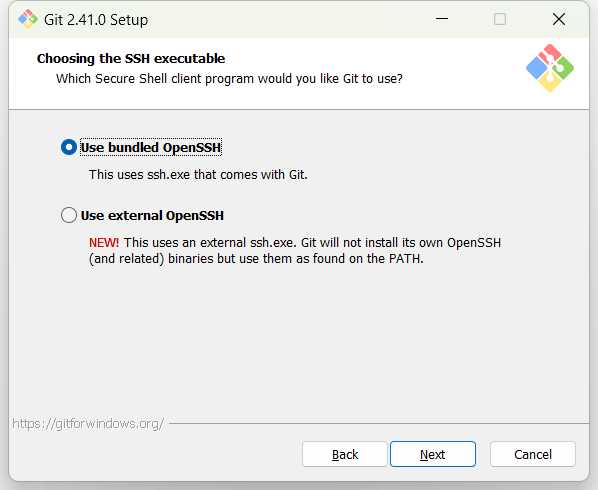 Git 2.41.0 Setup
Choosing the SSH executable
Which Secure Shell client program would you like Git to use?
Use bundled OpenSSH
This uses ssh.exe that comes with Git.
Use external OpenSSH
NEW! This uses an external ssh.exe. Git will not install its own OpenSSH
(and related) binaries but use them as found on the PATH.
https://gitforwindows.org/
Back
Next
Cancel